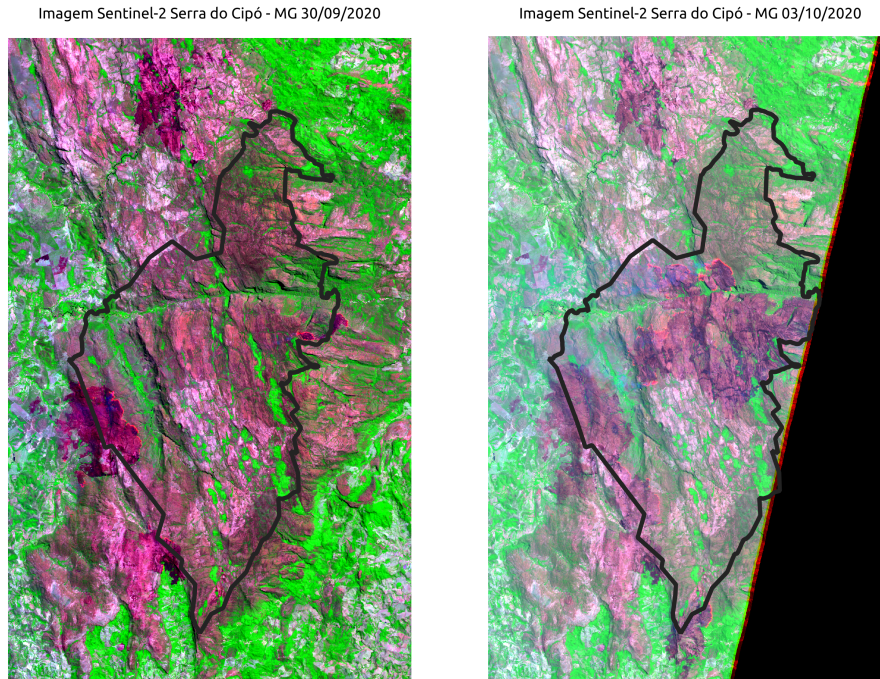 Imagem Sentinel-2 Serra do Cipó - MG 30/09/2020
Imagem Sentinel-2 Serra do Cipó - MG 03/10/2020